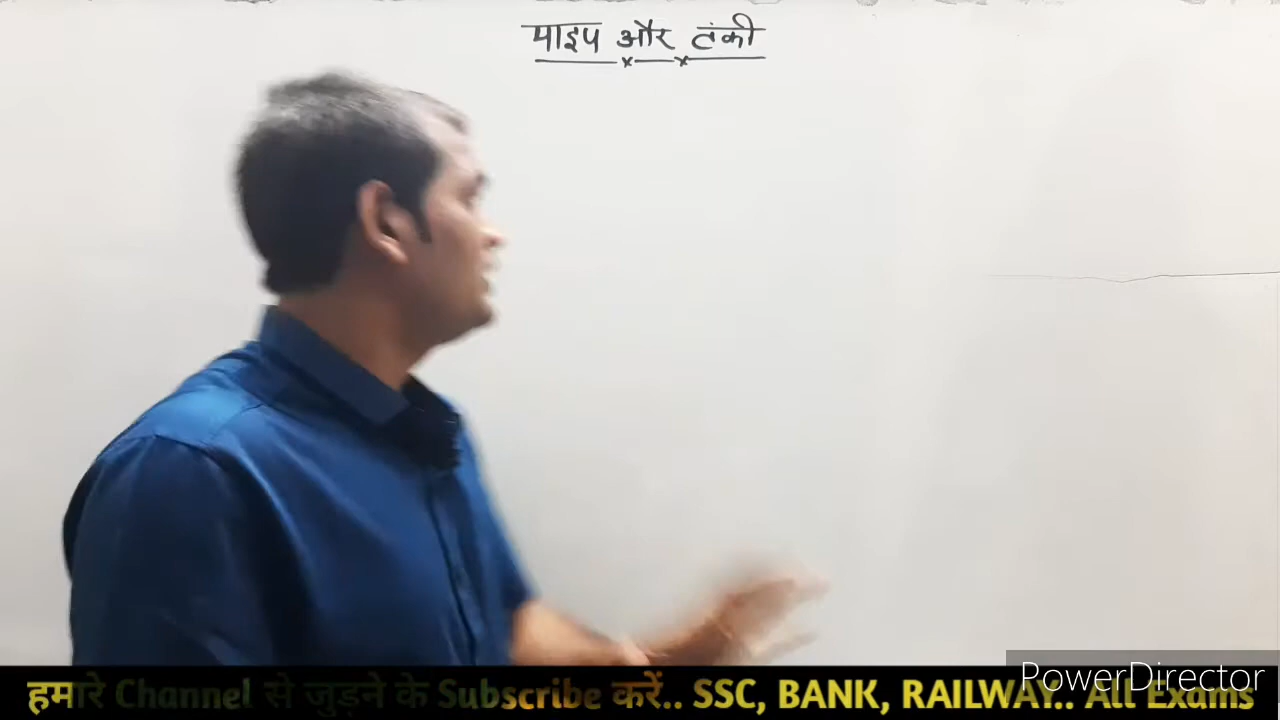 पाइप और टंकी
हमारे Channel से जुड़ने के Subscribe करें.. SSC, BANK, RAILWAY.. All Exams
PowerDirector